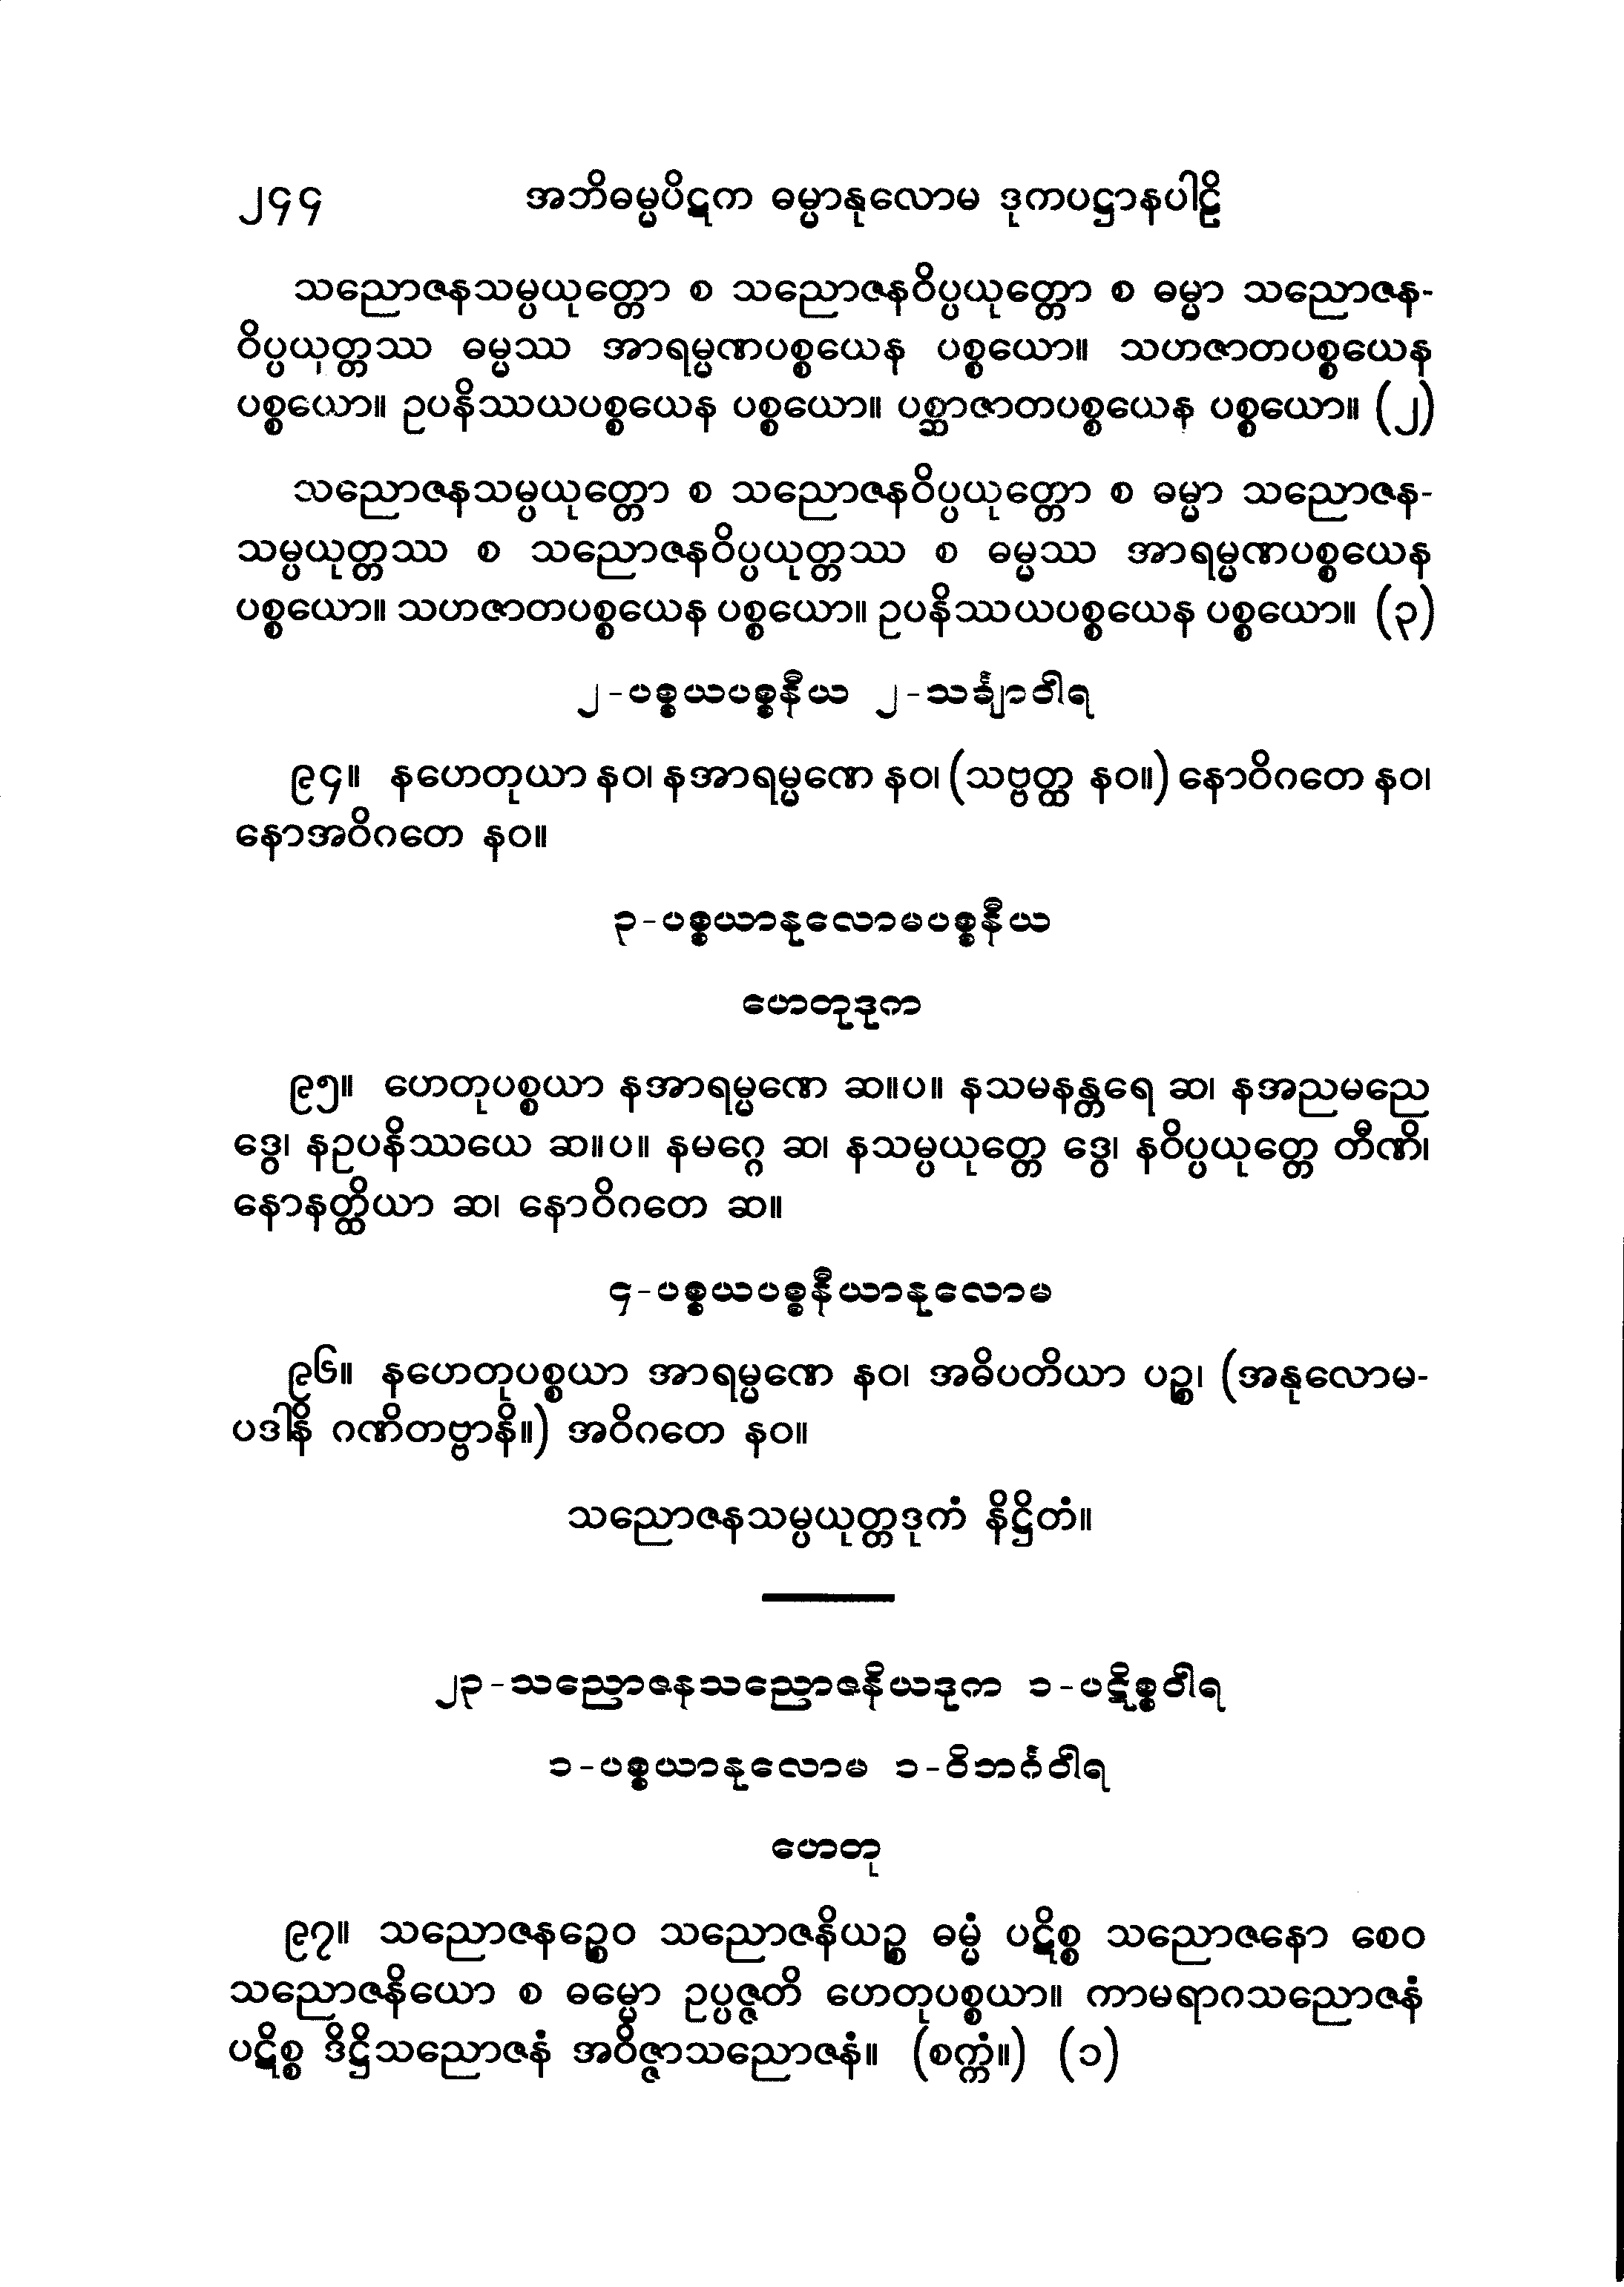 ၂၄၄ အဘိဓမ္မပိဋက ဓမ္မာနုလောမ ဒုကပဋ္ဌာနပါဠိ
သညောဇနသမ္ပယုတ္တော စ သညောဇနဝိပ္ပယုတ္တော စ ဓမ္မာ သညောဇန-
ဝိပ္ပယုတ္တဿ ဓမ္မဿ အာရမ္မဏပစ္စယေန ပစ္စယော။ သဟဇာတပစ္စယေန
ပစ္စယော။ ဥပနိဿယပစ္စယေန ပစ္စယော။ ပစ္ဆာဇာတပစ္စယေန ပစ္စယော။ (၂)
သညောဇနသမ္ပယုတ္တော စ သညောဇနဝိပ္ပယုတ္တော စ ဓမ္မာ သညောဇန-
သမ္ပယုတ္တဿ စ သညောဇနဝိပ္ပယုတ္တဿ စ ဓမ္မဿ အာရမ္မဏပစ္စယေန
ပစ္စယော။ သဟဇာတပစ္စယေန ပစ္စယော။ ဥပနိဿယပစ္စယေန ပစ္စယော။ (၃)
၂-ပစ္စယပစ္စနီယ ၂-သင်္ချာဝါရ
၉၄။ နဟေတုယာ နဝ၊ နအာရမ္မဏေ နဝ၊ (သဗ္ဗတ္ထ နဝ။) နောဝိဂတေ နဝ၊
နောအဝိဂတေ နဝ။
၃-ပစ္စယာနုလောမပစ္စနီယ
ဟေတုဒုက
၉၅။ ဟေတုပစ္စယာ နအာရမ္မဏေ ဆ။ပ။ နသမနန္တရေ ဆ၊ နအညမညေ
ဒွေ၊ နဥပနိဿယေ ဆ။ပ။ နမဂ္ဂေ ဆ၊ နသမ္ပယုတ္တေ ဒွေ၊ နဝိပ္ပယုတ္တေ တီဏိ၊
နောနတ္ထိယာ ဆ၊ နောဝိဂတေ ဆ။
၄-ပစ္စယပစ္စနီယာနုလောမ
၉၆။ နဟေတုပစ္စယာ အာရမ္မဏေ နဝ၊ အဓိပတိယာ ပဉ္စ၊ (အနုလောမ-
ပဒါနိ ဂဏိတဗ္ဗာနိ။) အဝိဂတေ နဝ။
သညောဇနသမ္ပယုတ္တဒုကံ နိဋ္ဌိတံ။
၂၃-သညောဇနသညောဇနိယဒုက ၁-ပဋိစ္စဝါရ
၁-ပစ္စယာနုလောမ ၁-ဝိဘင်္ဂဝါရ
ဟေတု
၉၇။ သညောဇနဉ္စေဝ သညောဇနိယဉ္စ ဓမ္မံ ပဋိစ္စ သညောဇနော စေဝ
သညောဇနိယော စ ဓမ္မော ဥပ္ပဇ္ဇတိ ဟေတုပစ္စယာ။ ကာမရာဂသညောဇနံ
ပဋိစ္စ ဒိဋ္ဌိသညောဇနံ အဝိဇ္ဇာသညောဇနံ။ (စက္ကံ။) (၁)